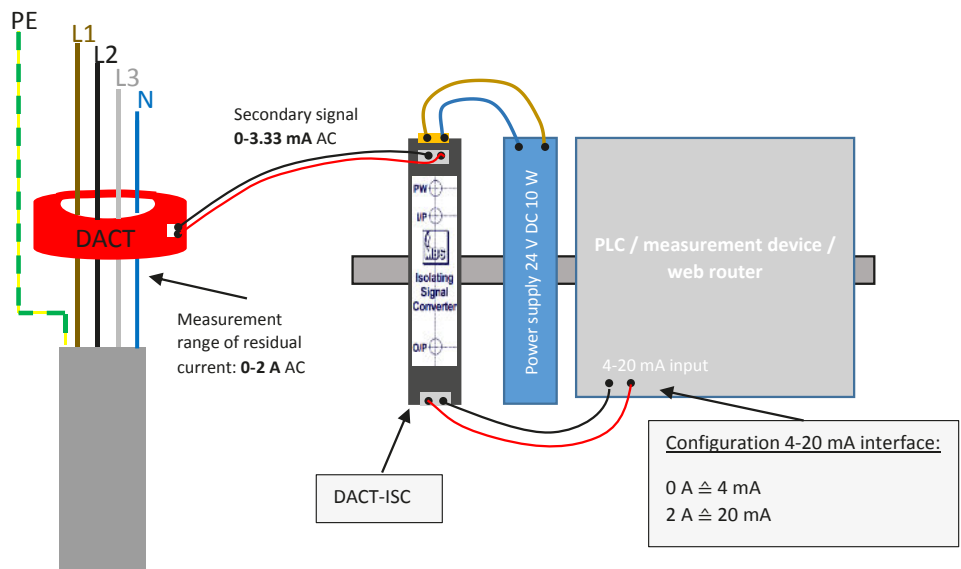 PE
L1
L2
L3
N
DACT
Secondary signal
0-3.33 mA AC
Measurement
range of residual
current: 0-2 A AC
PW
I/P
Isolating
Signal
Converter
O/P
DACT-ISC
Power supply 24 V DC 10 W
PLC / measurement device /
web router
4-20 mA input
Configuration 4-20 mA interface:
0 A ≙ 4 mA
2 A ≙ 20 mA